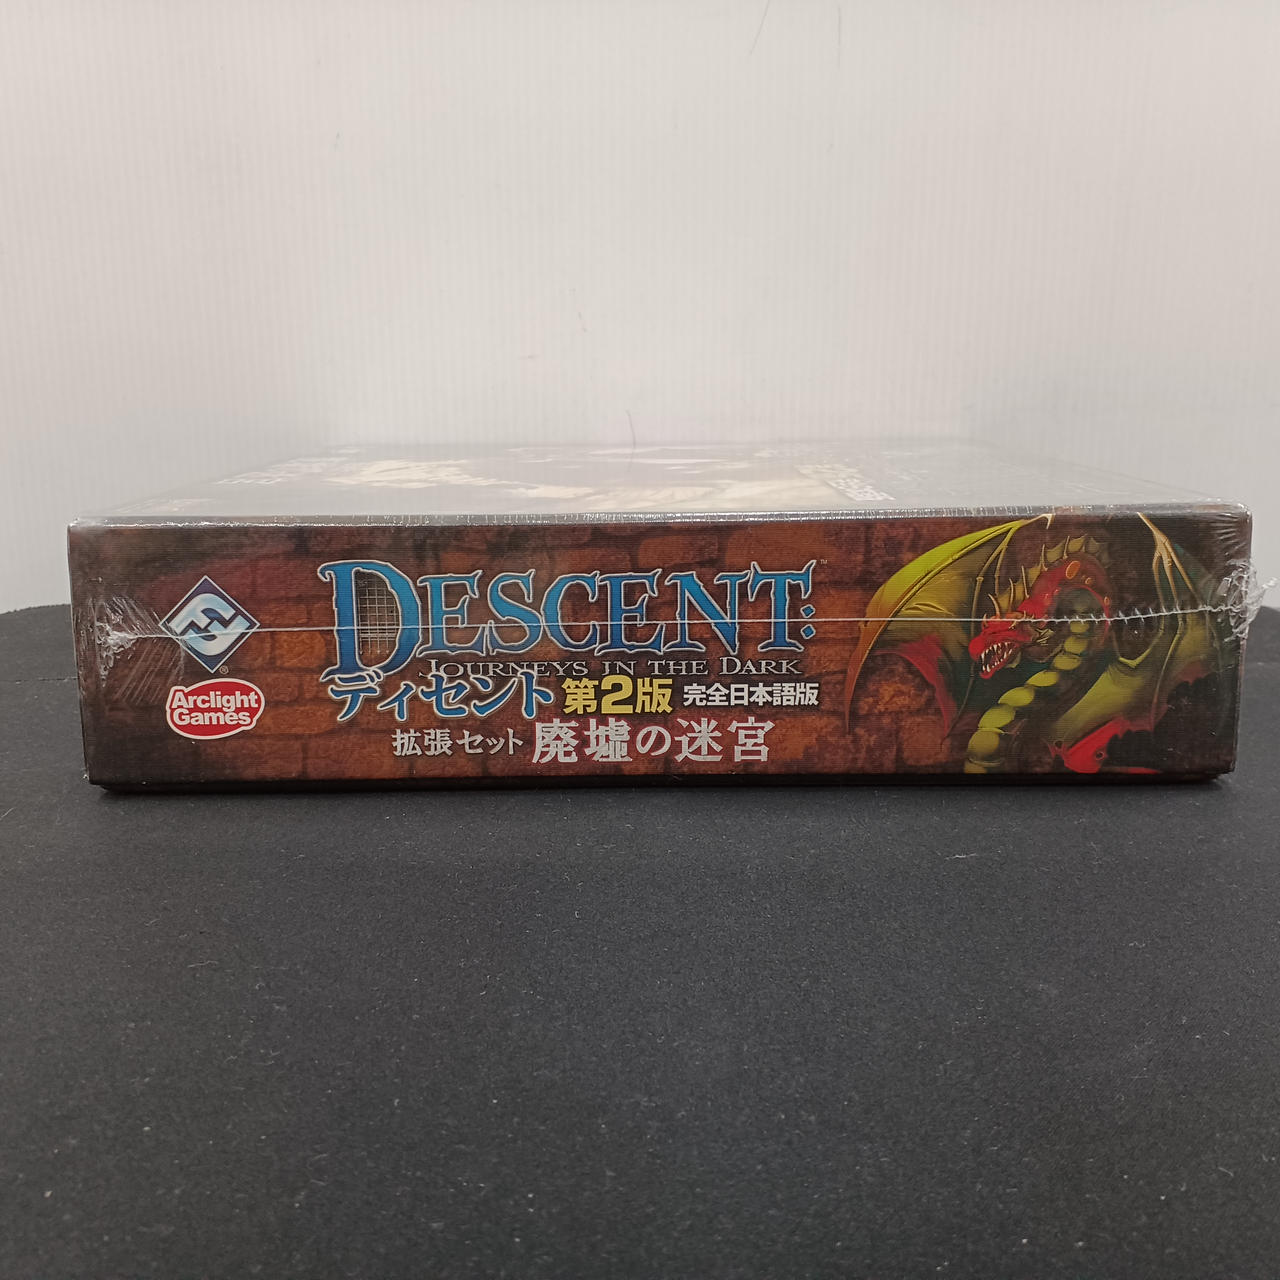 DESCENT:™
JOURNEYS IN THE DARK
ディセント 第2版 完全日本語版
拡張セット 廃墟の迷宮
®
Arclight
Games